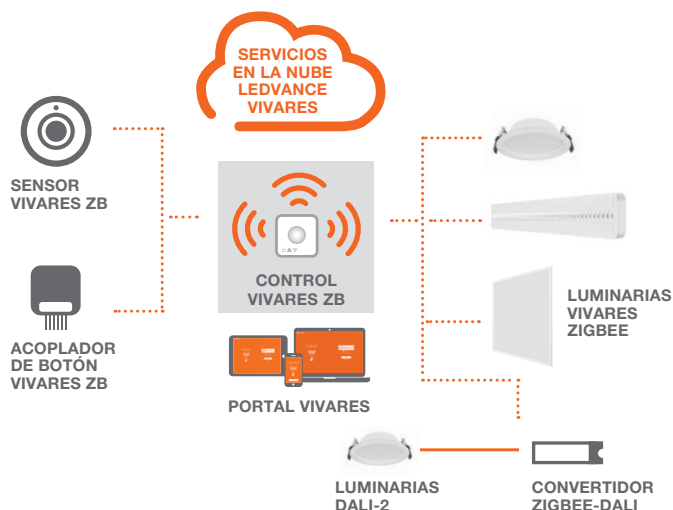 SERVICIOS
EN LA NUBE
LEDVANCE
VIVARES
SENSOR
VIVARES ZB
CONTROL
VIVARES ZB
LUMINARIAS
VIVARES
ZIGBEE
ACOPLADOR
DE BOTÓN
VIVARES ZB
PORTAL VIVARES
LUMINARIAS
DALI-2
CONVERTIDOR
ZIGBEE-DALI